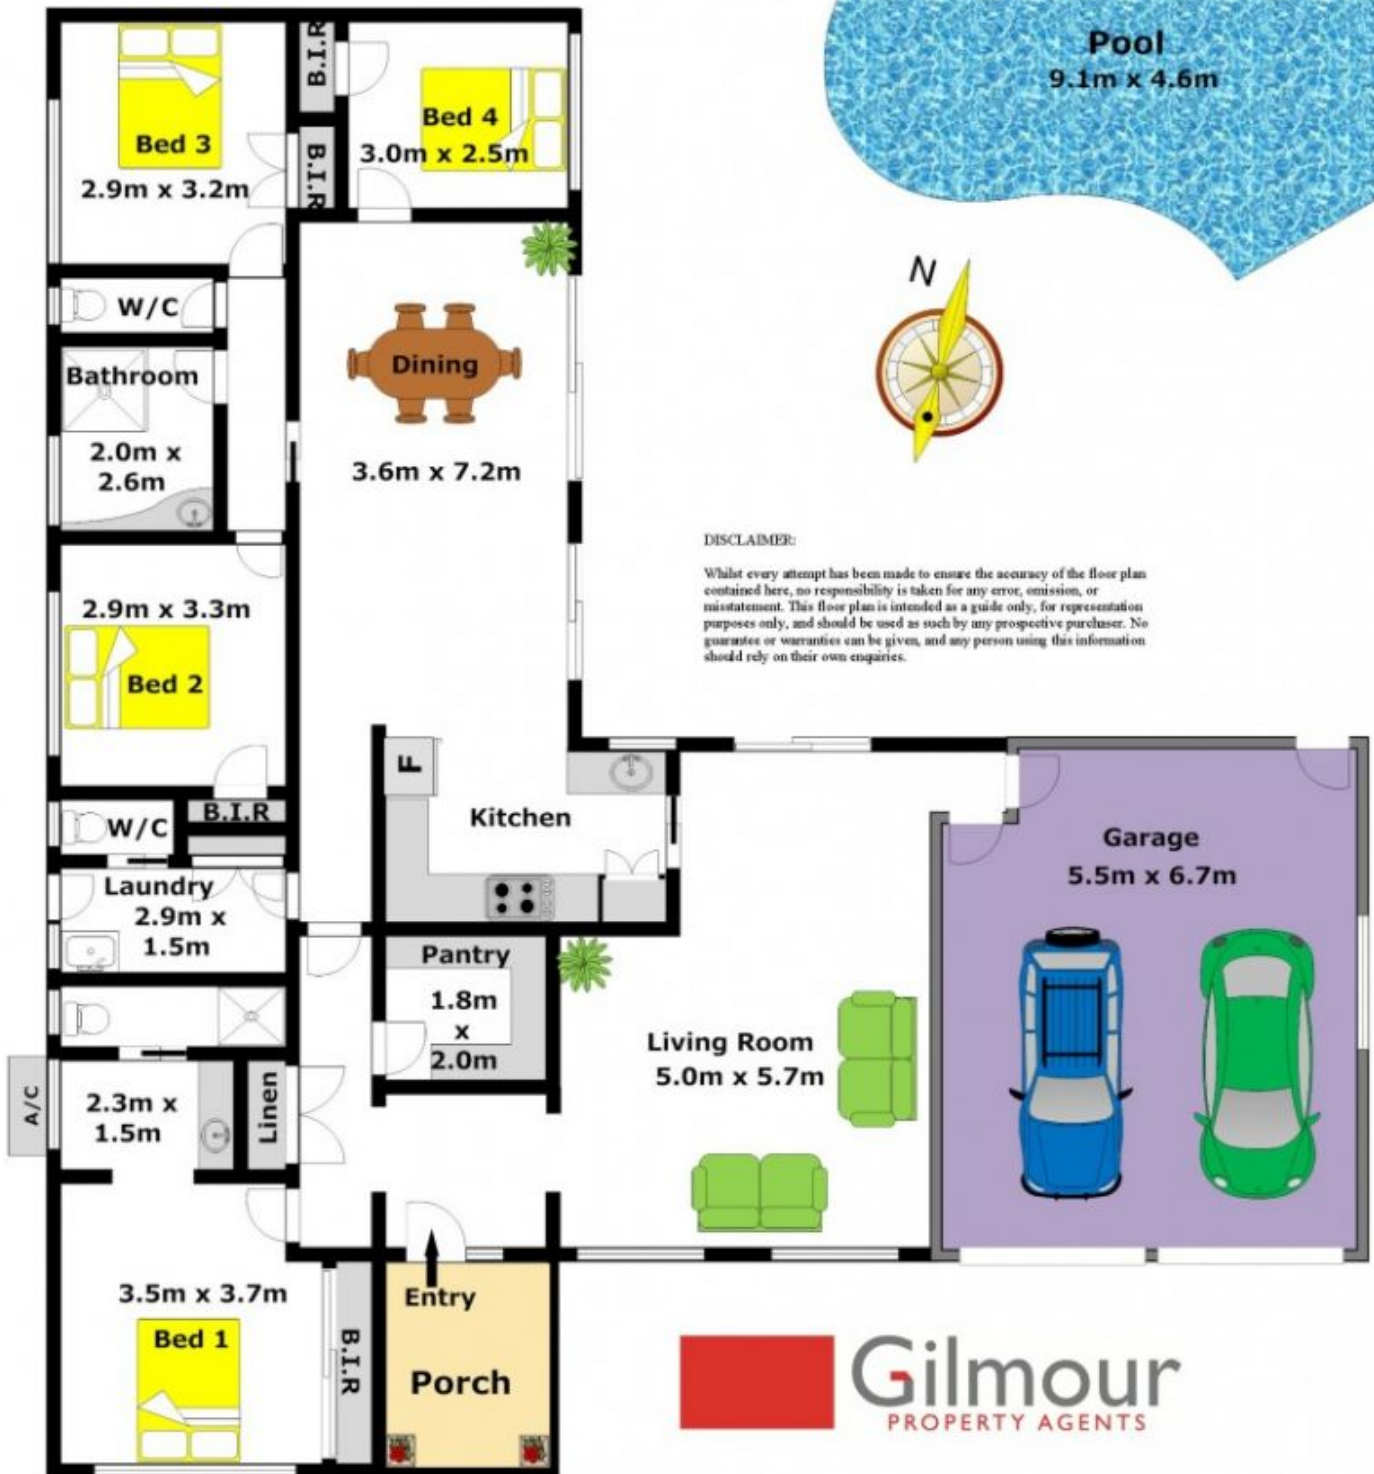 Pool
9.1m x 4.6m
B.I.R
Bed 4
3.0m x 2.5m
Bed 3
2.9m x 3.2m
B.I.R
N
W/C
Dining
Bathroom
2.0m x
2.6m
3.6m x 7.2m
DISCLAIMER:
Whilst every attempt has been made to ensure the accuracy of the floor plan
contained here, no responsibility is taken for any error, omission, or
misstatement. This floor plan is intended as a guide only, for representation
purposes only, and should be used as such by any prospective purchaser. No
guarantee or warranties can be given, and any person using this information
should rely on their own enquiries.
2.9m x 3.3m
Bed 2
F
Kitchen
B.I.R
W/C
Garage
5.5m x 6.7m
Laundry
2.9m x
1.5m
Pantry
1.8m
x
2.0m
Living Room
5.0m x 5.7m
A/C
2.3m x
1.5m
Linen
3.5m x 3.7m
Bed 1
B.I.R
Entry
Porch
Gilmour
PROPERTY AGENTS